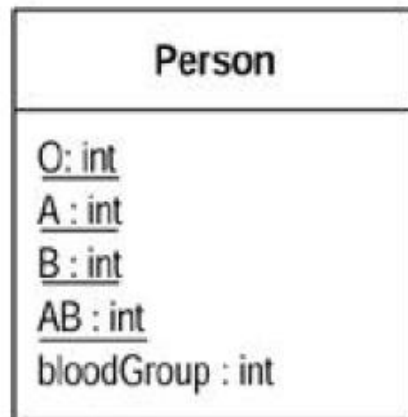 Person
O: int
A : int
B : int
AB : int
bloodGroup : int